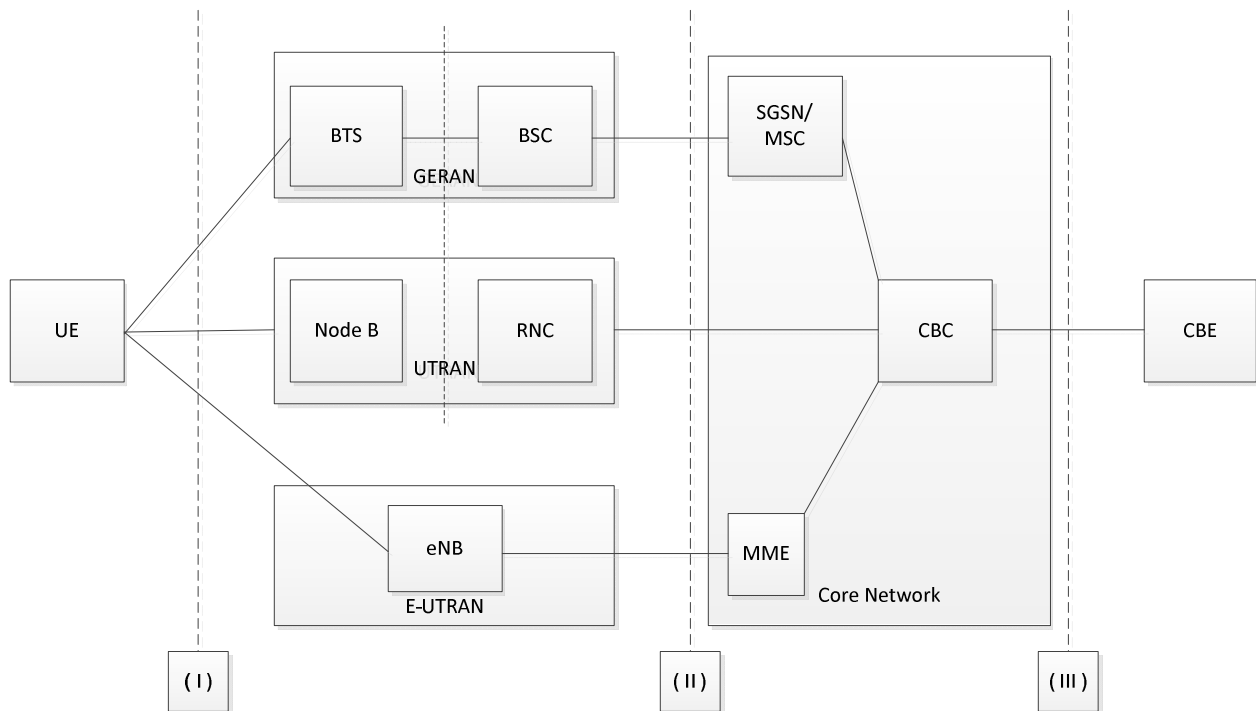 BTS
BSC
GERAN
SGSN/
MSC
UE
Node B
RNC
UTRAN
CBC
CBE
eNB
E-UTRAN
MME
Core Network
( I )
( II )
( III )